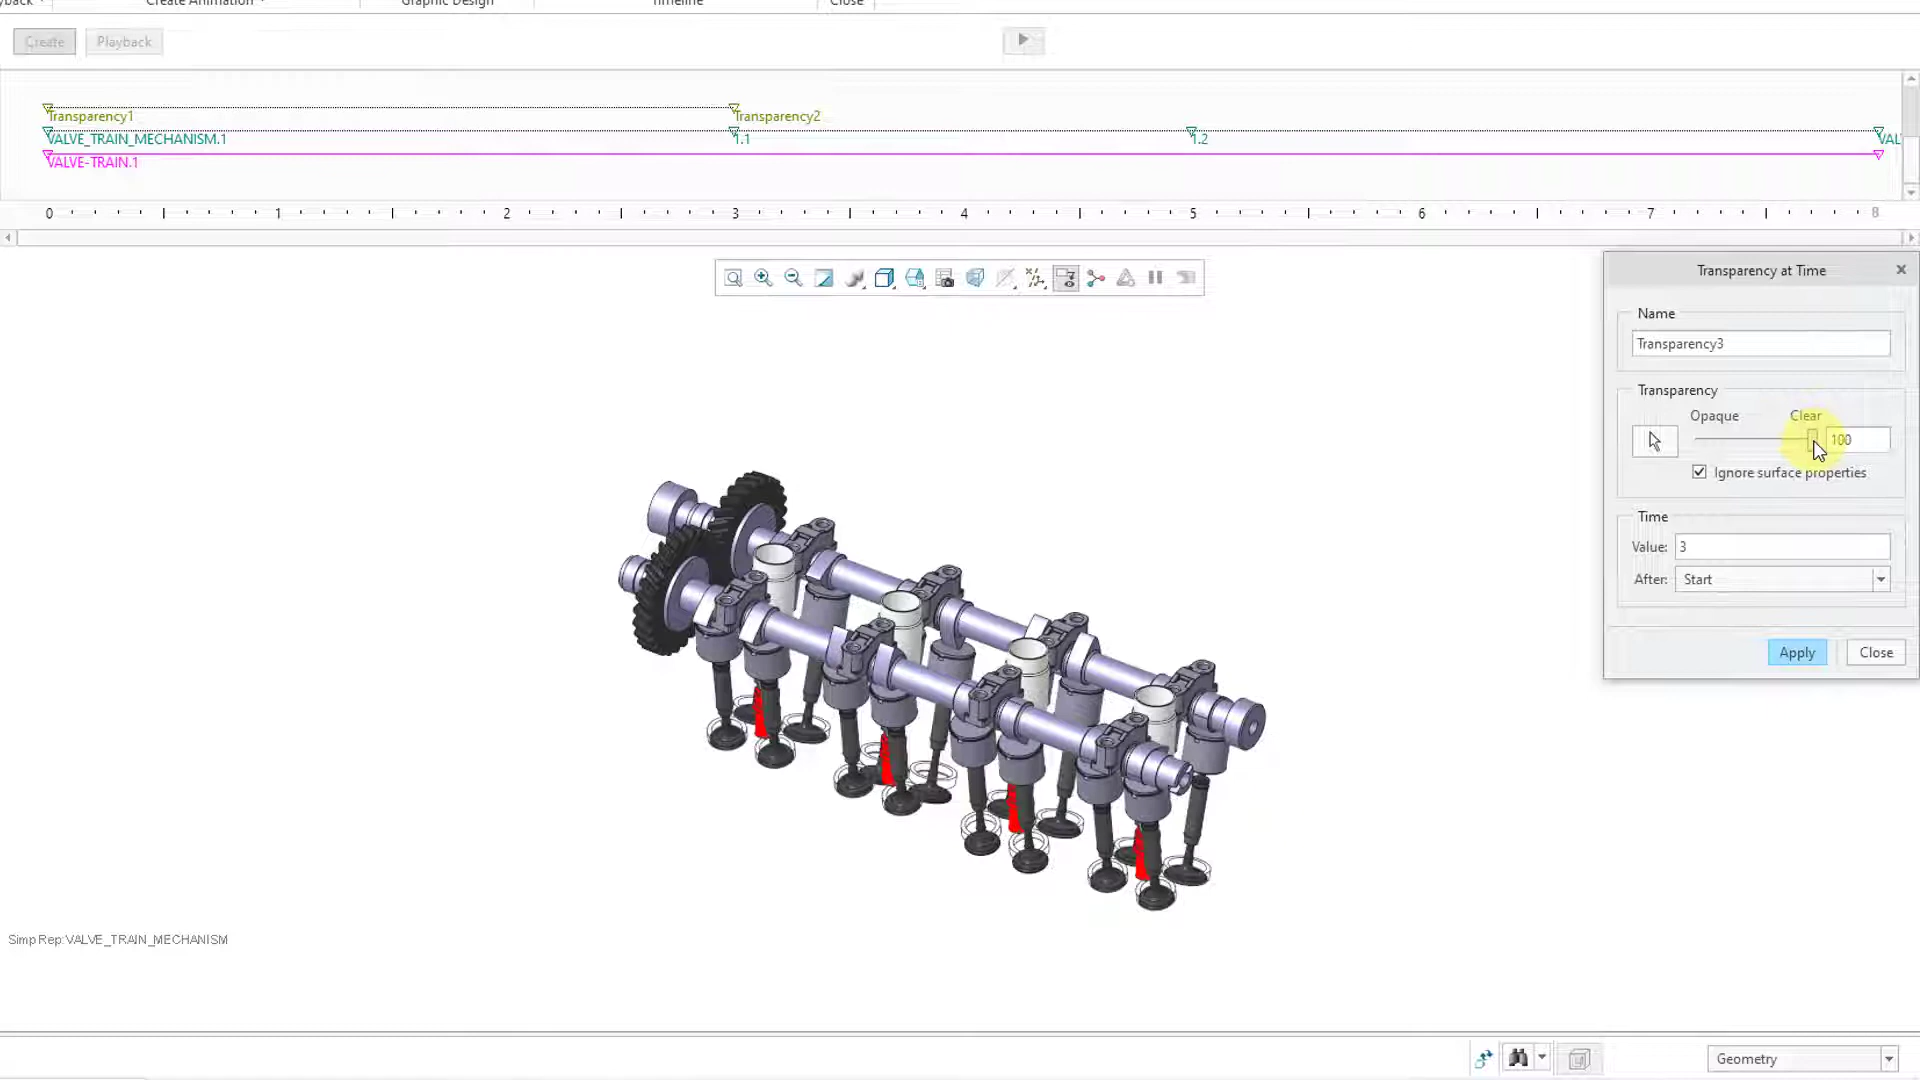 yback
Create Animation
Graphic Design
Timeline
Close
Create
Playback
Transparency1
Transparency2
VALVE_TRAIN_MECHANISM.1
1.1
1.2
VAL
VALVE-TRAIN.1
0 1 2 3 4 5 6 7 8
Transparency at Time
Name
Transparency3
Transparency
Opaque
Clear
100
Ignore surface properties
Time
Value: 3
After: Start
Apply
Close
Simp Rep:VALVE_TRAIN_MECHANISM
Geometry